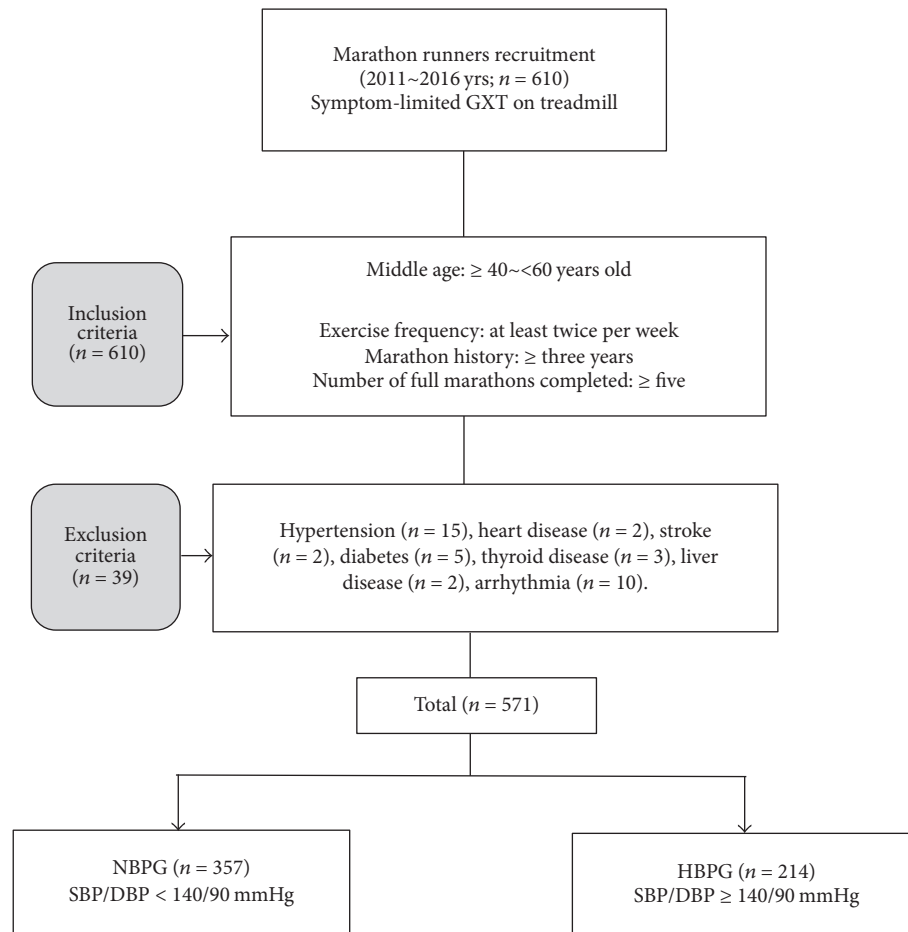 Marathon runners recruitment
(2011~2016 yrs; n = 610)
Symptom-limited GXT on treadmill
Inclusion
criteria
(n = 610)
Middle age: ≥ 40~<60 years old
Exercise frequency: at least twice per week
Marathon history: ≥ three years
Number of full marathons completed: ≥ five
Exclusion
criteria
(n = 39)
Hypertension (n = 15), heart disease (n = 2), stroke
(n = 2), diabetes (n = 5), thyroid disease (n = 3), liver
disease (n = 2), arrhythmia (n = 10).
Total (n = 571)
NBPG (n = 357)
SBP/DBP < 140/90 mmHg
HBPG (n = 214)
SBP/DBP ≥ 140/90 mmHg